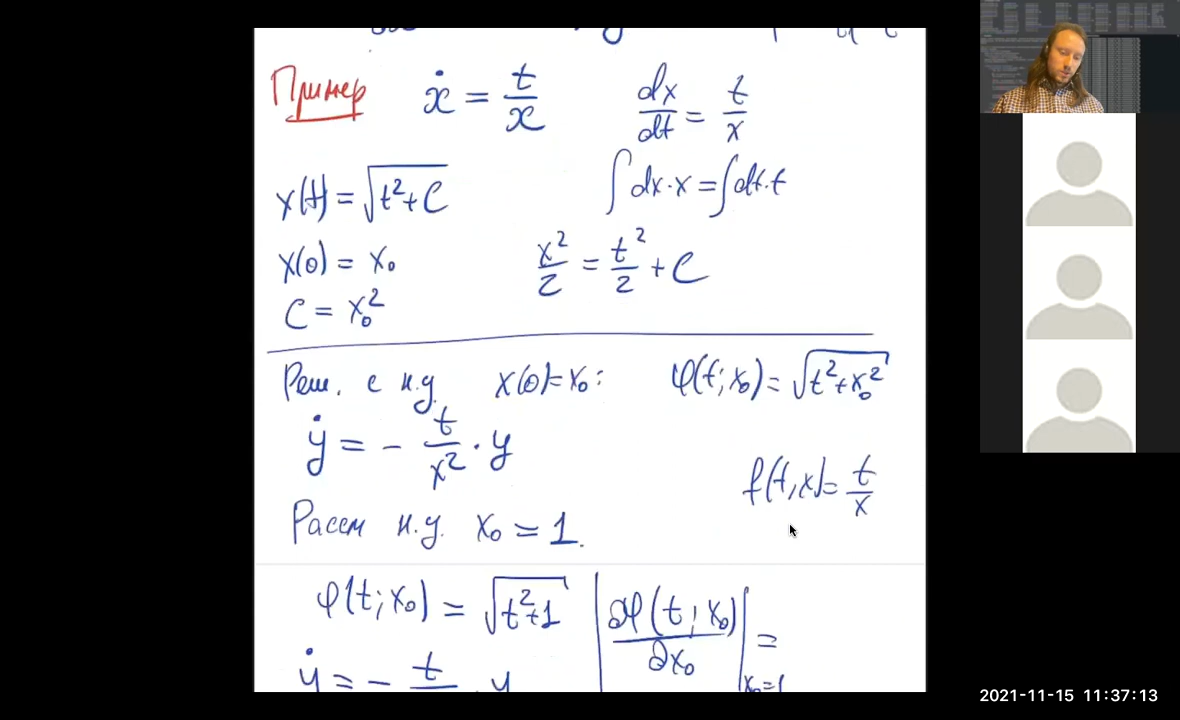 Пример ẋ = t/x dx/dt = t/x
∫dx·x = ∫dt·t
x(t) = √(t²+C)
x(0) = x₀ x²/2 = t²/2 + C
C = x₀²
Реш. с н.у. x(0)=x₀: φ(t;x₀) = √(t²+x₀²)
ẏ = - t/x² · y
f(t,x) = t/x
Рассм н.у. x₀ = 1.
φ(t;x₀) = √(t²+1) ∂φ(t;x₀)/∂x₀ |x₀=1 =
ẏ = - t y
2021-11-15 11:37:13